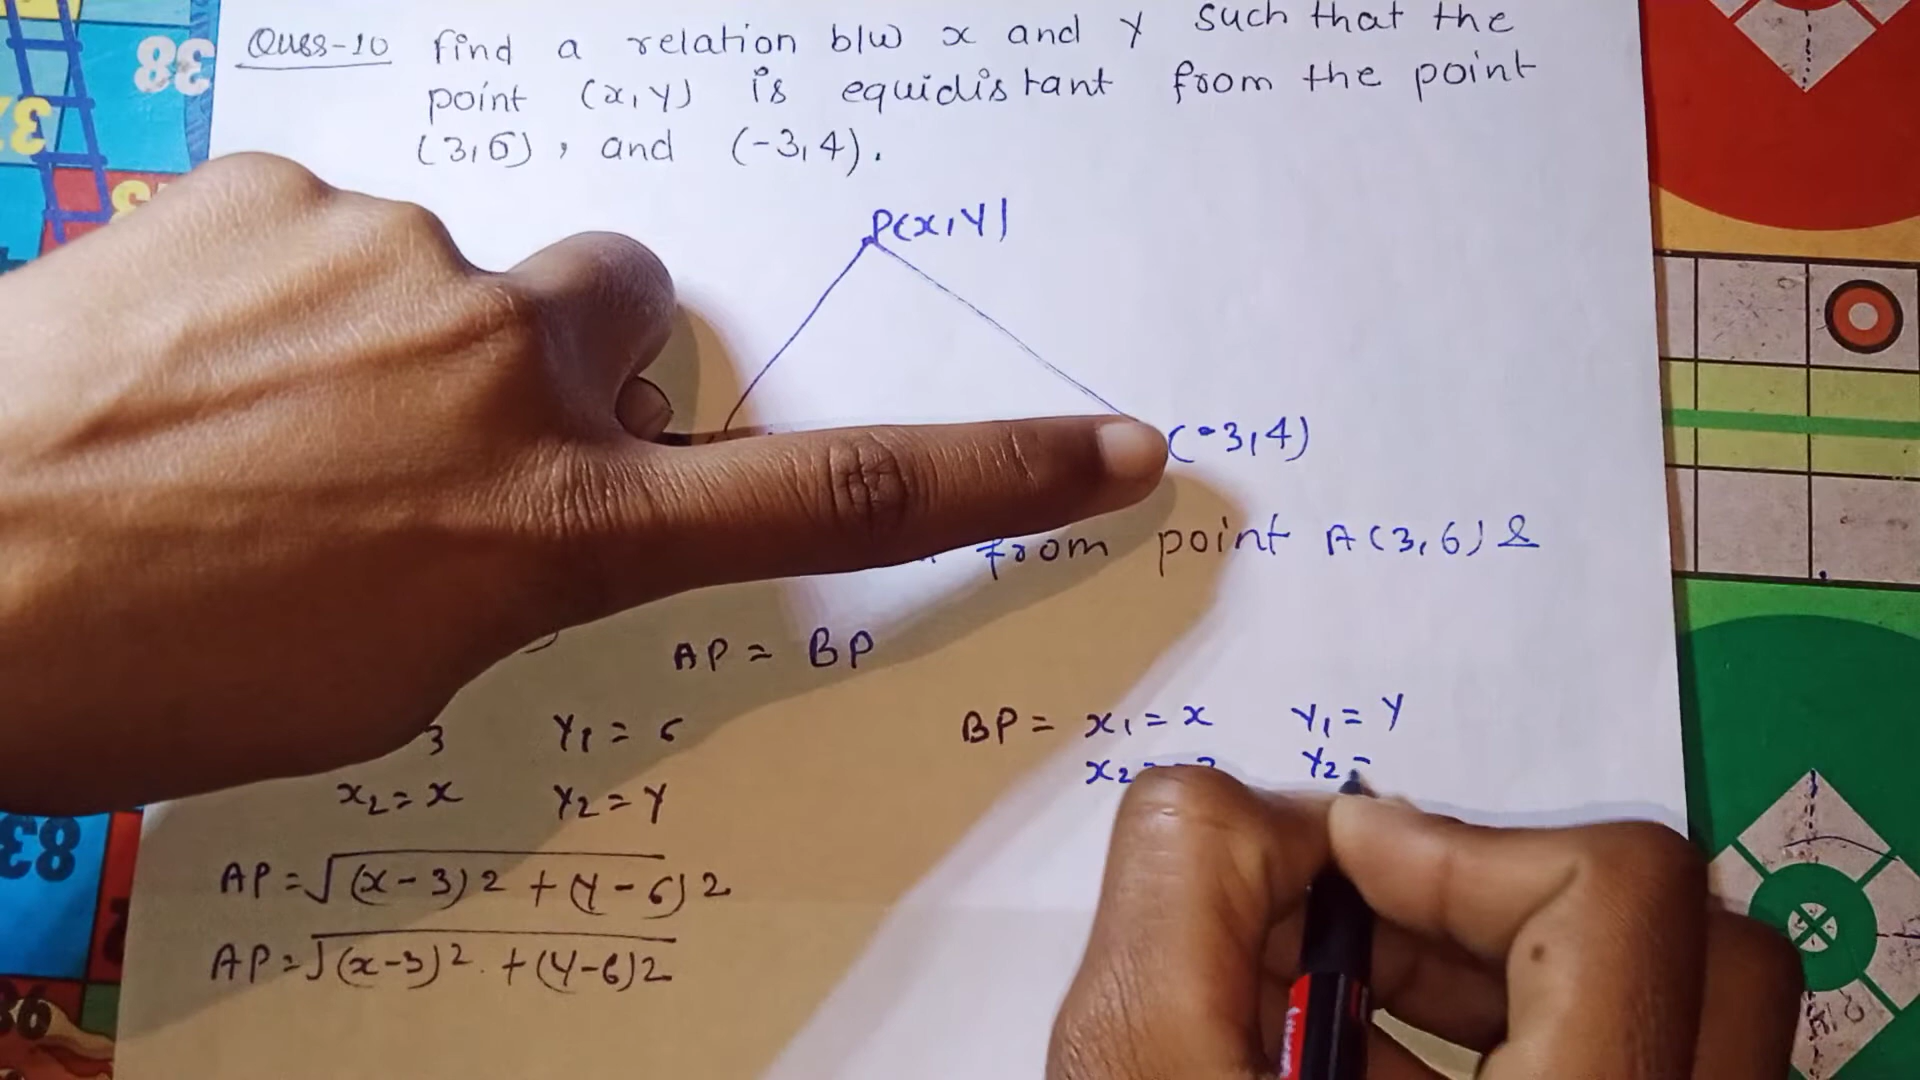 Ques-10 find a relation b/w x and y such that the
point (x,y) is equidistant from the point
(3,6), and (-3,4).
P(x,y)
(-3,4)
from point A(3,6) &
AP = BP
3 y1 = 6
x2 = x y2 = y
BP = x1 = x y1 = y
x2 = -3 y2 =
AP = √(x-3)2 + (y-6)2
AP = √(x-3)2 + (y-6)2
38
83